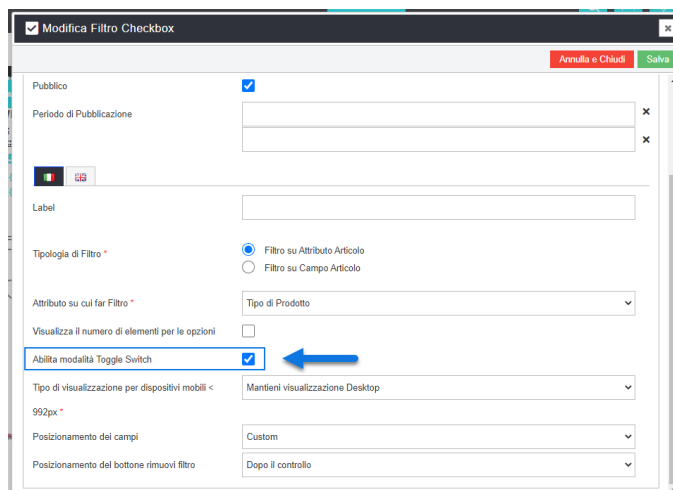 Modifica Filtro Checkbox
Annulla e Chiudi Salva
Pubblico
Periodo di Pubblicazione
Label
Tipologia di Filtro *
Filtro su Attributo Articolo
Filtro su Campo Articolo
Attributo su cui far Filtro * Tipo di Prodotto
Visualizza il numero di elementi per le opzioni
Abilita modalità Toggle Switch
Tipo di visualizzazione per dispositivi mobili < Mantieni visualizzazione Desktop
992px *
Posizionamento dei campi Custom
Posizionamento del bottone rimuovi filtro Dopo il controllo